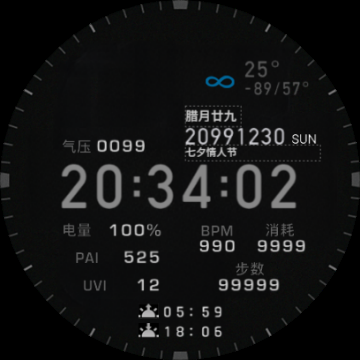 25°
-89/57°
腊月廿九
20991230 SUN
气压 0099
七夕情人节
20:34:02
电量 100%
BPM 消耗
990 9999
PAI 525
步数
UVI 12
99999
05:59
18:06